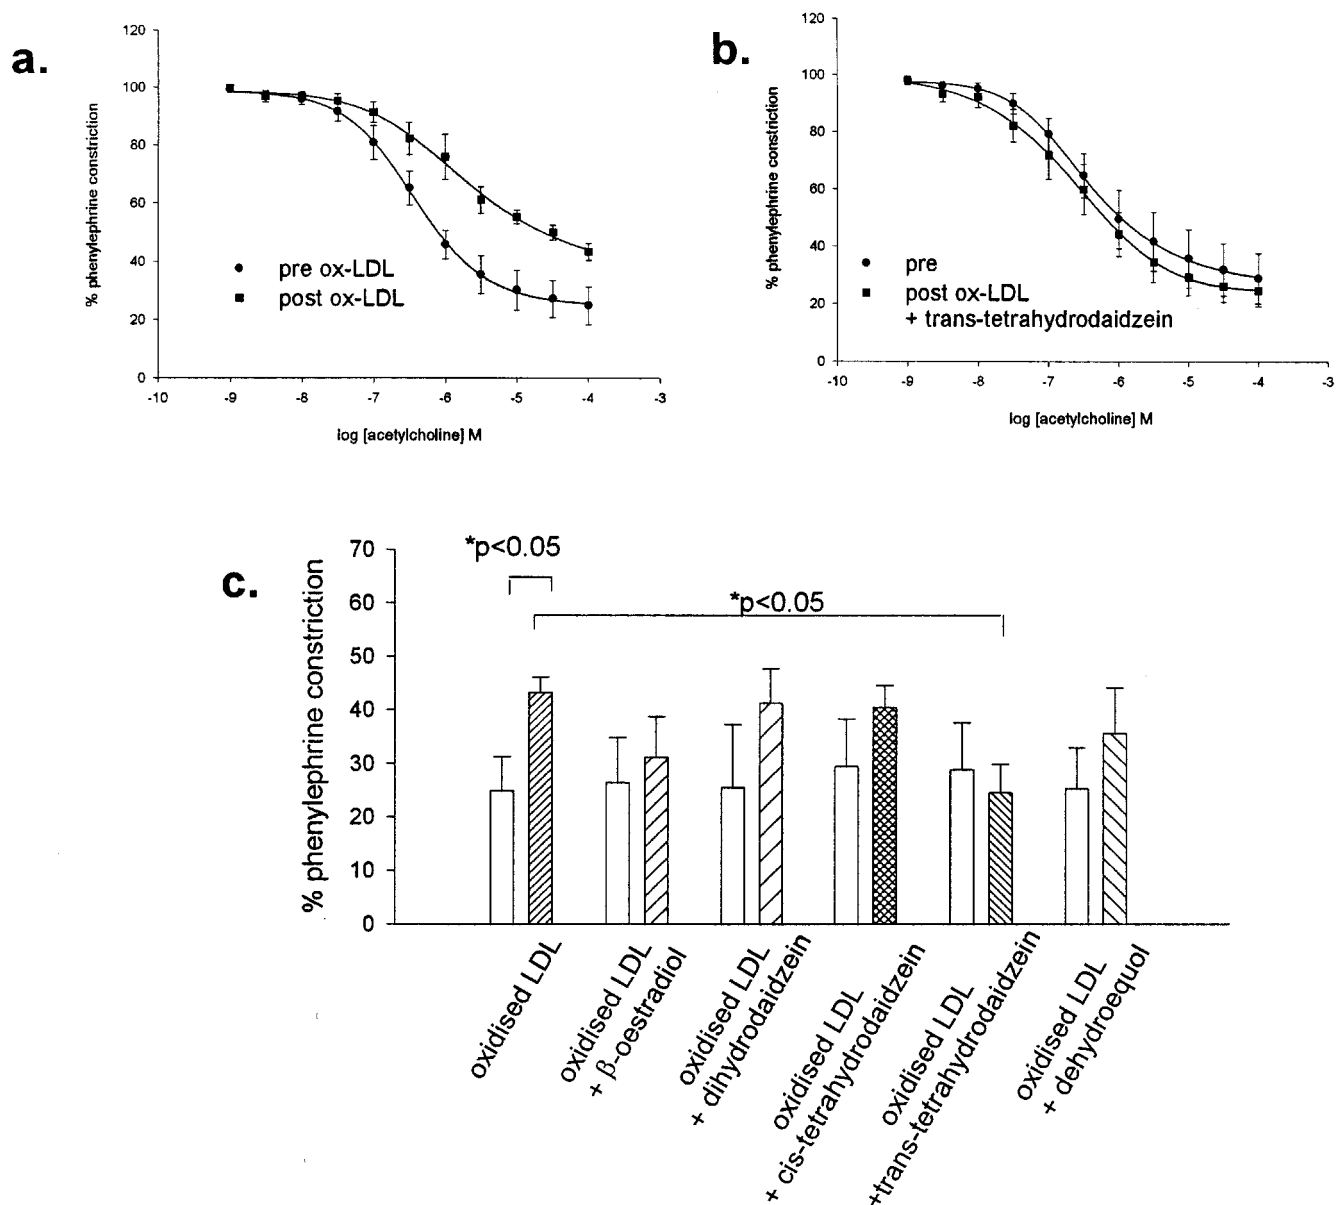 a.
120
100
80
60
40
20
0
% phenylephrine constriction
pre ox-LDL
post ox-LDL
-10 -9 -8 -7 -6 -5 -4 -3
log [acetylcholine] M
b.
120
100
80
60
40
20
0
% phenylephrine constriction
pre
post ox-LDL
+ trans-tetrahydrodaidzein
-10 -9 -8 -7 -6 -5 -4 -3
log [acetylcholine] M
c.
70
60
50
40
30
20
10
0
% phenylephrine constriction
*p<0.05
*p<0.05
oxidised LDL
oxidised LDL
+ β-oestradiol
oxidised LDL
+ dihydrodaidzein
oxidised LDL
+ cis-tetrahydrodaidzein
oxidised LDL
+trans-tetrahydrodaidzein
oxidised LDL
+ dehydroequol